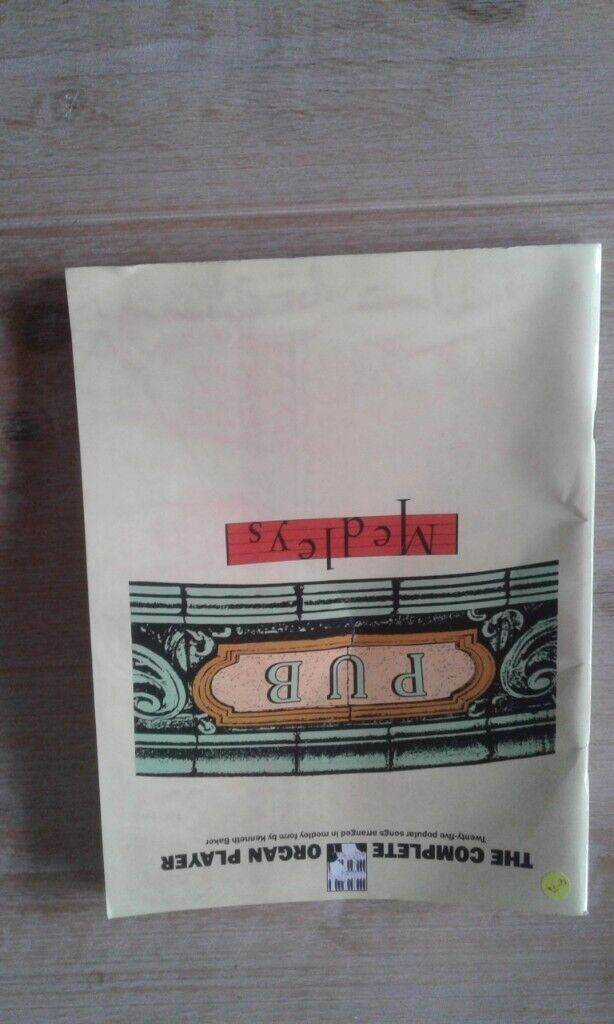 THE COMPLETE ORGAN PLAYER
Twenty-five popular songs arranged in medley form by Kenneth Baker
PUB
Medleys